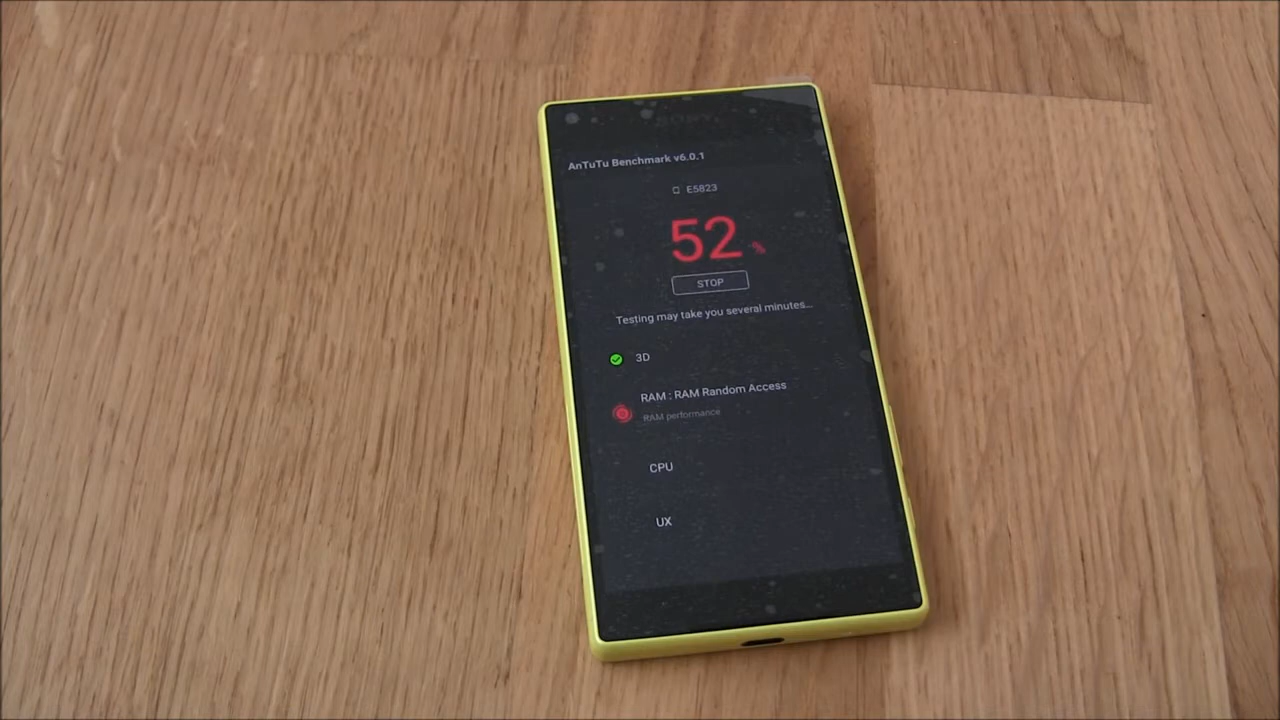 SONY
AnTuTu Benchmark v6.0.1
E5823
52 %
STOP
Testing may take you several minutes...
3D
RAM : RAM Random Access
RAM performance
CPU
UX